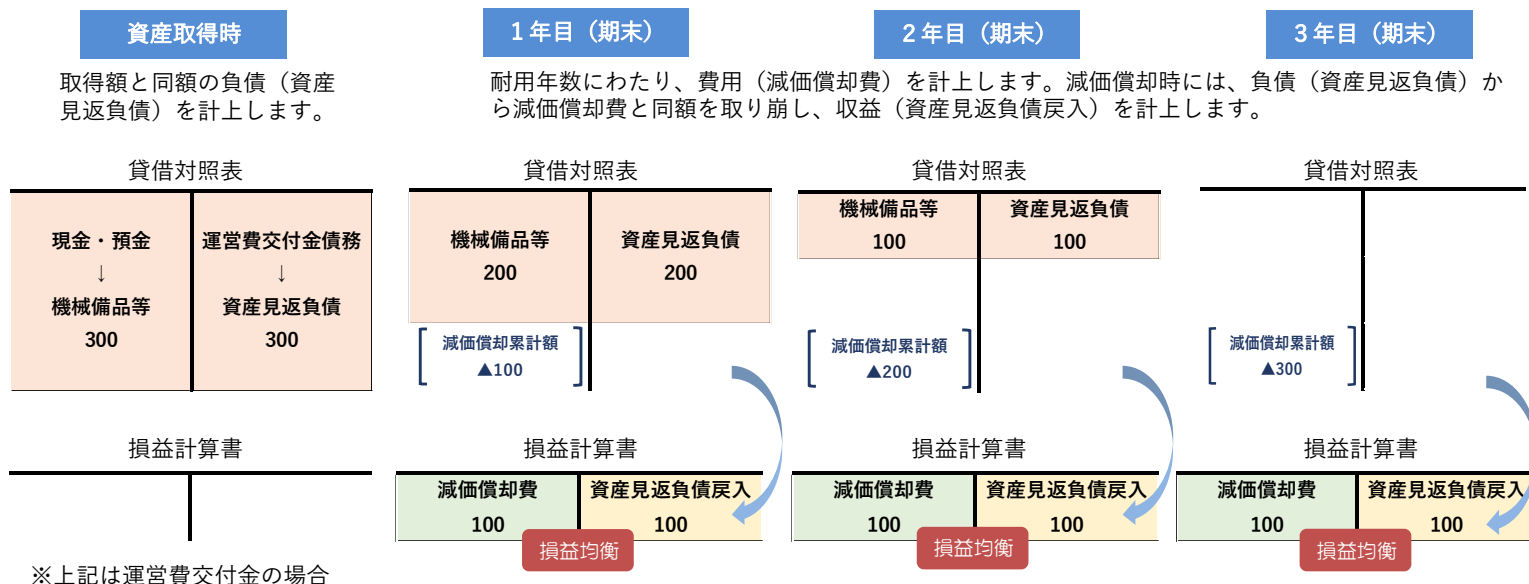 資産取得時
1年目（期末）
2年目（期末）
3年目（期末）
取得額と同額の負債（資産
見返負債）を計上します。
耐用年数にわたり、費用（減価償却費）を計上します。減価償却時には、負債（資産見返負債）か
ら減価償却費と同額を取り崩し、収益（資産見返負債戻入）を計上します。
貸借対照表
現金・預金
↓
機械備品等
300
運営費交付金債務
↓
資産見返負債
300
貸借対照表
機械備品等
200
資産見返負債
200
減価償却累計額
▲100
貸借対照表
機械備品等
100
資産見返負債
100
減価償却累計額
▲200
貸借対照表
減価償却累計額
▲300
損益計算書
損益計算書
減価償却費
100
資産見返負債戻入
100
損益均衡
損益計算書
減価償却費
100
資産見返負債戻入
100
損益均衡
損益計算書
減価償却費
100
資産見返負債戻入
100
損益均衡
※上記は運営費交付金の場合